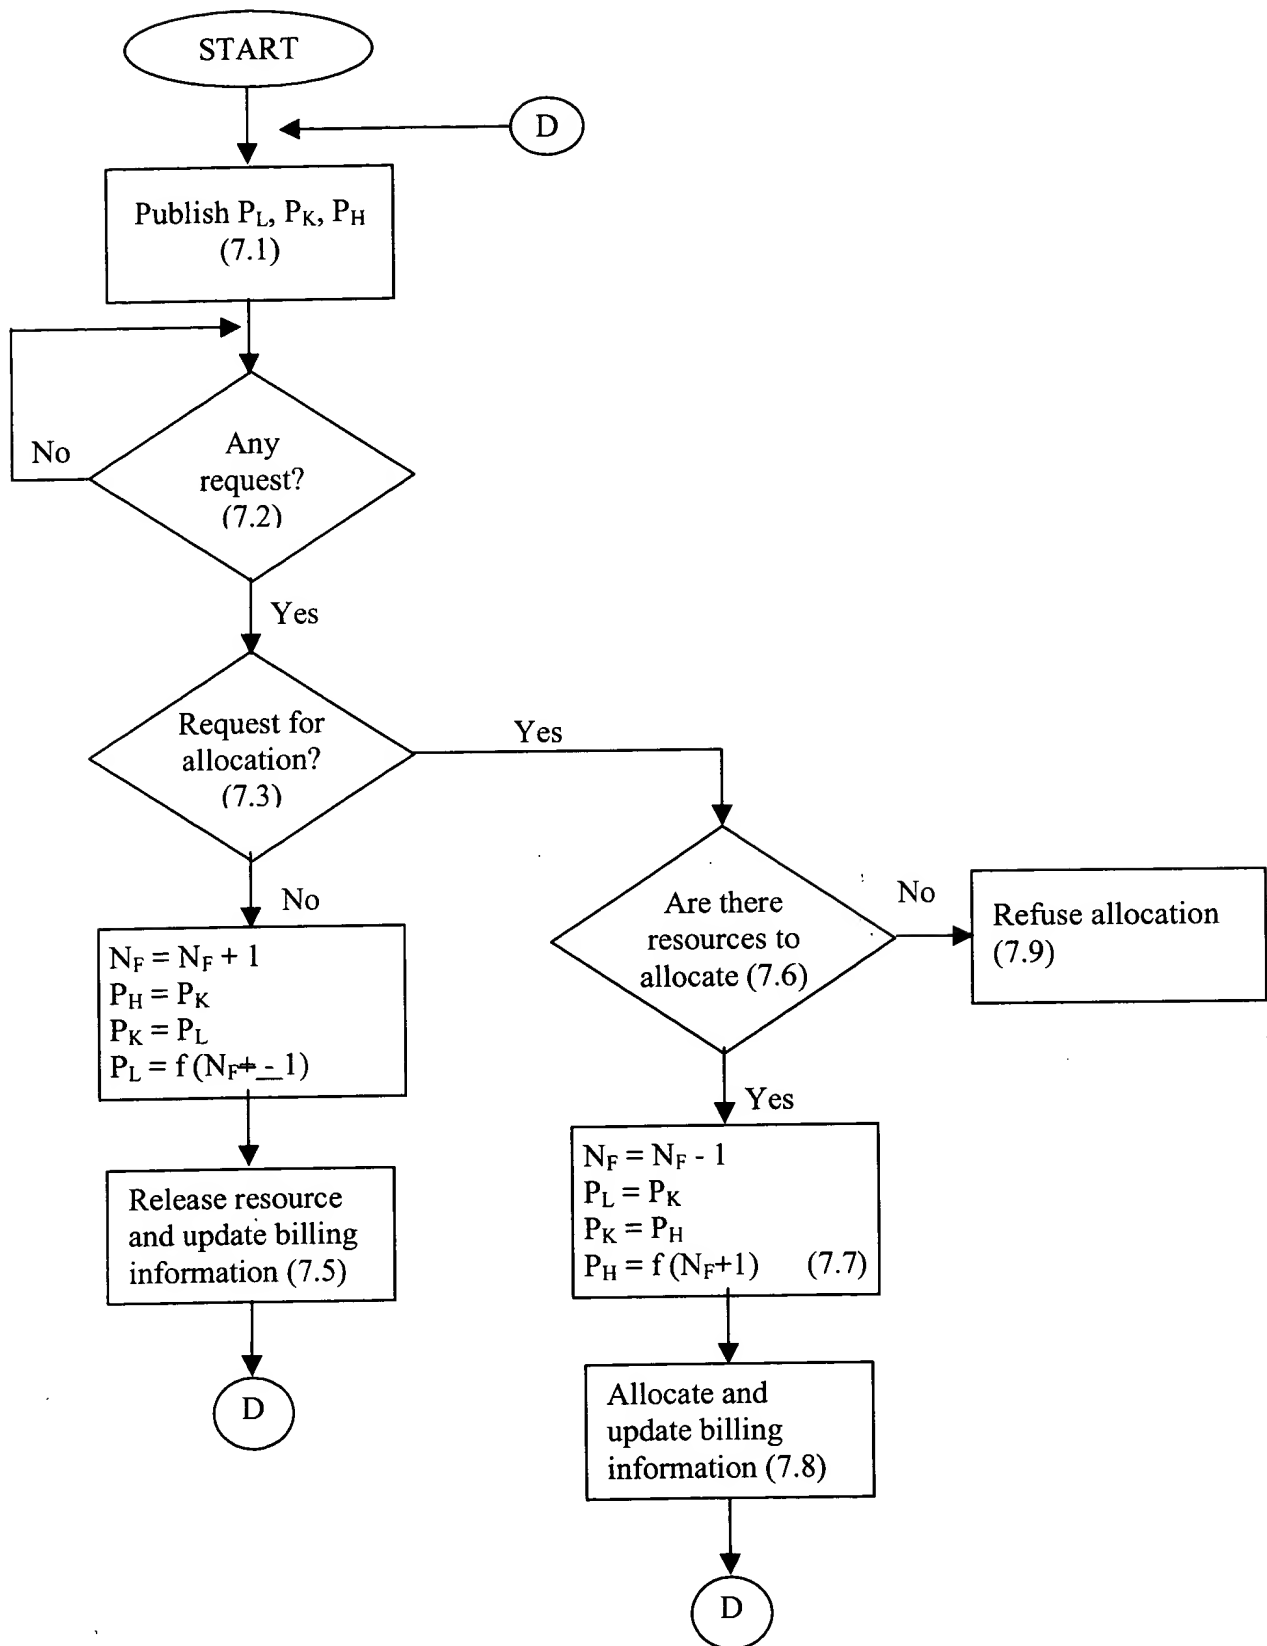 START
D
Publish P_L, P_K, P_H
(7.1)
No
Any
request?
(7.2)
Yes
Request for
allocation?
(7.3)
Yes
No
Are there
resources to
allocate (7.6)
No
Refuse allocation
(7.9)
N_F = N_F + 1
P_H = P_K
P_K = P_L
P_L = f (N_F+ - 1)
Yes
N_F = N_F - 1
P_L = P_K
P_K = P_H
P_H = f (N_F+1) (7.7)
Release resource
and update billing
information (7.5)
Allocate and
update billing
information (7.8)
D
D